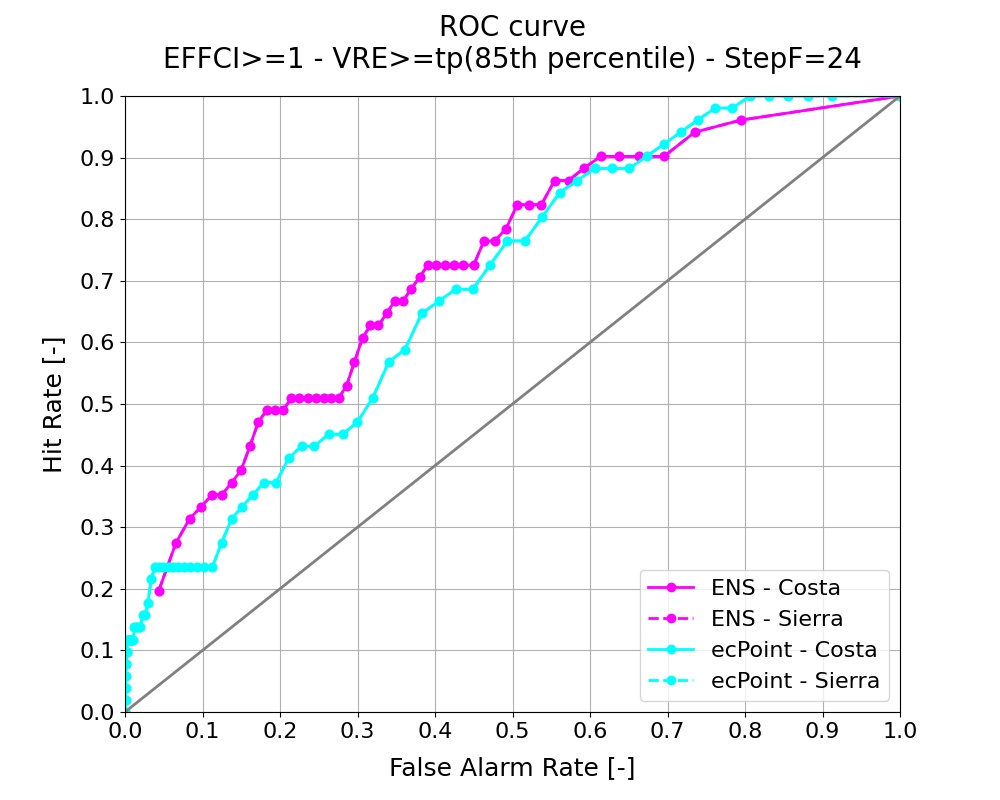 ROC curve
EFFCI>=1 - VRE>=tp(85th percentile) - StepF=24
1.0
0.9
0.8
0.7
0.6
0.5
0.4
0.3
0.2
0.1
0.0
Hit Rate [-]
ENS - Costa
ENS - Sierra
ecPoint - Costa
ecPoint - Sierra
0.0 0.1 0.2 0.3 0.4 0.5 0.6 0.7 0.8 0.9 1.0
False Alarm Rate [-]